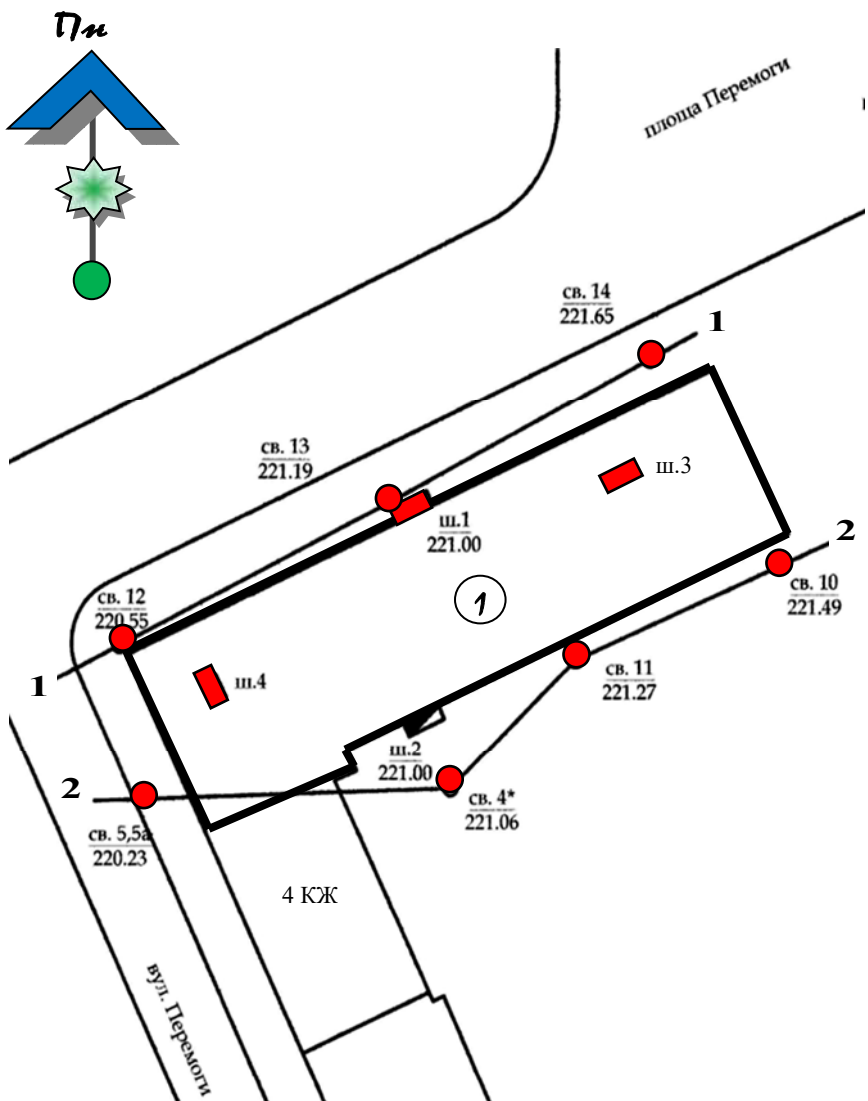 Пн
площа Перемоги
св. 14
221.65
1
св. 13
221.19
ш.3
ш.1
221.00
2
св. 12
220.55
1
св. 10
221.49
1
ш.4
св. 11
221.27
ш.2
221.00
2
св. 4*
221.06
св. 5,5а
220.23
4 КЖ
вул. Перемоги